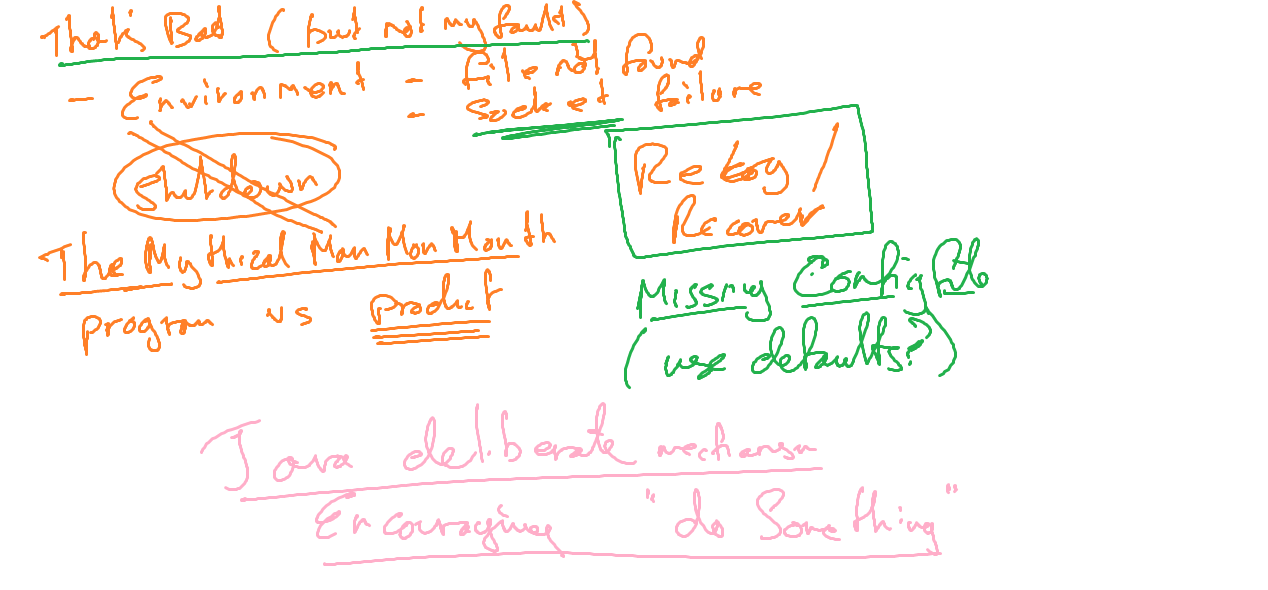 That's Bad (but not my fault)
- Environment - File not found
- Socket failure
Shutdown
Retry /
Recover
The Mythical Man Mon Month
program vs product
Missing Config file
(use defaults?)
Java deliberate mechanism
Encouraging "do Something"